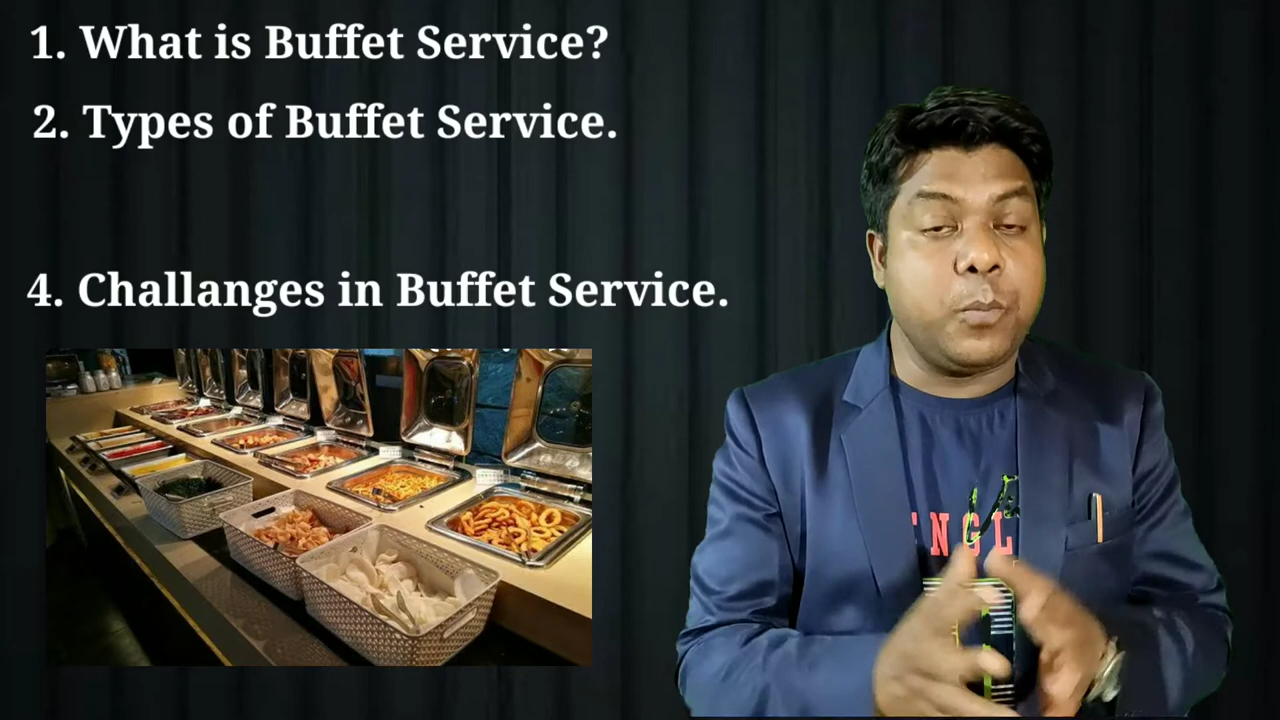 1. What is Buffet Service?
2. Types of Buffet Service.
4. Challanges in Buffet Service.